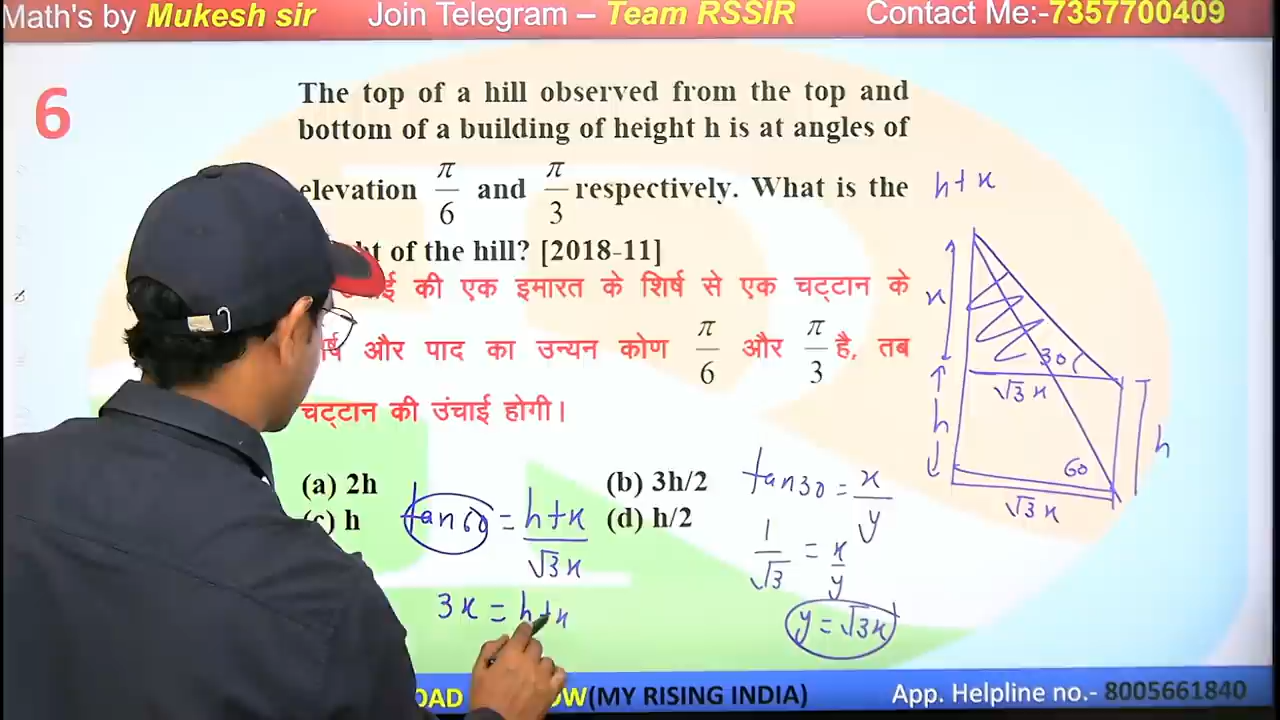 Math's by Mukesh sir Join Telegram – Team RSSIR Contact Me:-7357700409
6
The top of a hill observed from the top and
bottom of a building of height h is at angles of
elevation π/6 and π/3 respectively. What is the
of the hill? [2018-11]
की एक इमारत के शिर्ष से एक चट्टान के
और पाद का उन्यन कोण π/6 और π/3 है, तब
चट्टान की उंचाई होगी।
(a) 2h (b) 3h/2
(c) h (d) h/2
tan60 = h+x/√3x
3x = h+x
tan30 = x/y
1/√3 = x/y
y = √3x
h+x
x
30
√3x
h
h
60
√3x
(MY RISING INDIA) App. Helpline no.- 8005661840